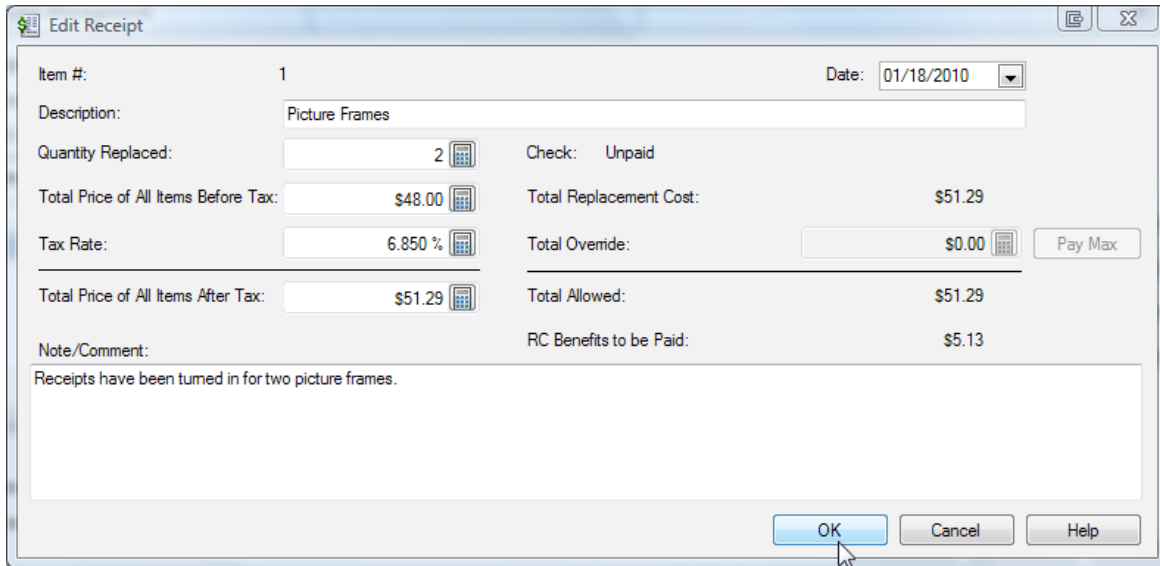 Edit Receipt
Item #: 1 Date: 01/18/2010
Description: Picture Frames
Quantity Replaced: 2 Check: Unpaid
Total Price of All Items Before Tax: $48.00 Total Replacement Cost: $51.29
Tax Rate: 6.850 % Total Override: $0.00 Pay Max
Total Price of All Items After Tax: $51.29 Total Allowed: $51.29
RC Benefits to be Paid: $5.13
Note/Comment:
Receipts have been turned in for two picture frames.
OK Cancel Help